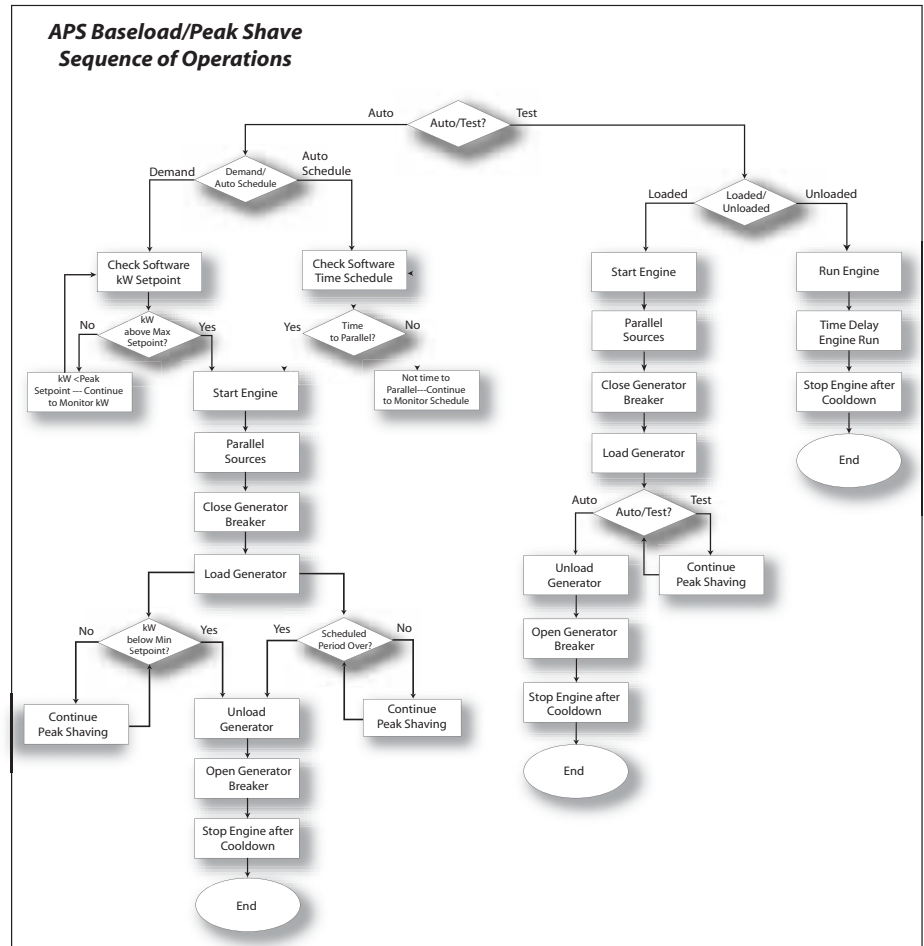 APS Baseload/Peak Shave
Sequence of Operations
Auto
Auto/Test?
Test
Demand
Demand/
Auto Schedule
Auto
Schedule
Loaded
Loaded/
Unloaded
Unloaded
Check Software
kW Setpoint
Check Software
Time Schedule
Start Engine
Run Engine
No
kW
above Max
Setpoint?
Yes
Yes
Time
to Parallel?
No
Parallel
Sources
Time Delay
Engine Run
kW <Peak
Setpoint --- Continue
to Monitor kW
Start Engine
Not time to
Parallel---Continue
to Monitor Schedule
Close Generator
Breaker
Stop Engine after
Cooldown
Parallel
Sources
Load Generator
End
Close Generator
Breaker
Auto
Auto/Test?
Test
Load Generator
Unload
Generator
Continue
Peak Shaving
No
kW
below Min
Setpoint?
Yes
Yes
Scheduled
Period Over?
No
Open Generator
Breaker
Continue
Peak Shaving
Unload
Generator
Continue
Peak Shaving
Stop Engine after
Cooldown
Open Generator
Breaker
End
Stop Engine after
Cooldown
End